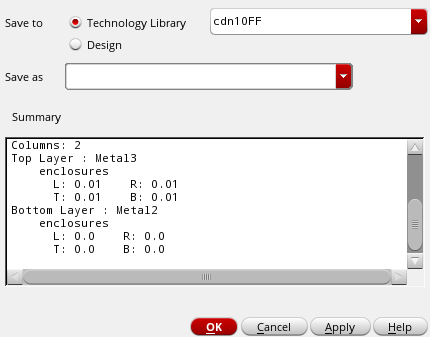 Save to Technology Library cdn10FF
Design
Save as
Summary
Columns: 2
Top Layer : Metal3
enclosures
L: 0.01 R: 0.01
T: 0.01 B: 0.01
Bottom Layer : Metal2
enclosures
L: 0.0 R: 0.0
T: 0.0 B: 0.0
OK Cancel Apply Help